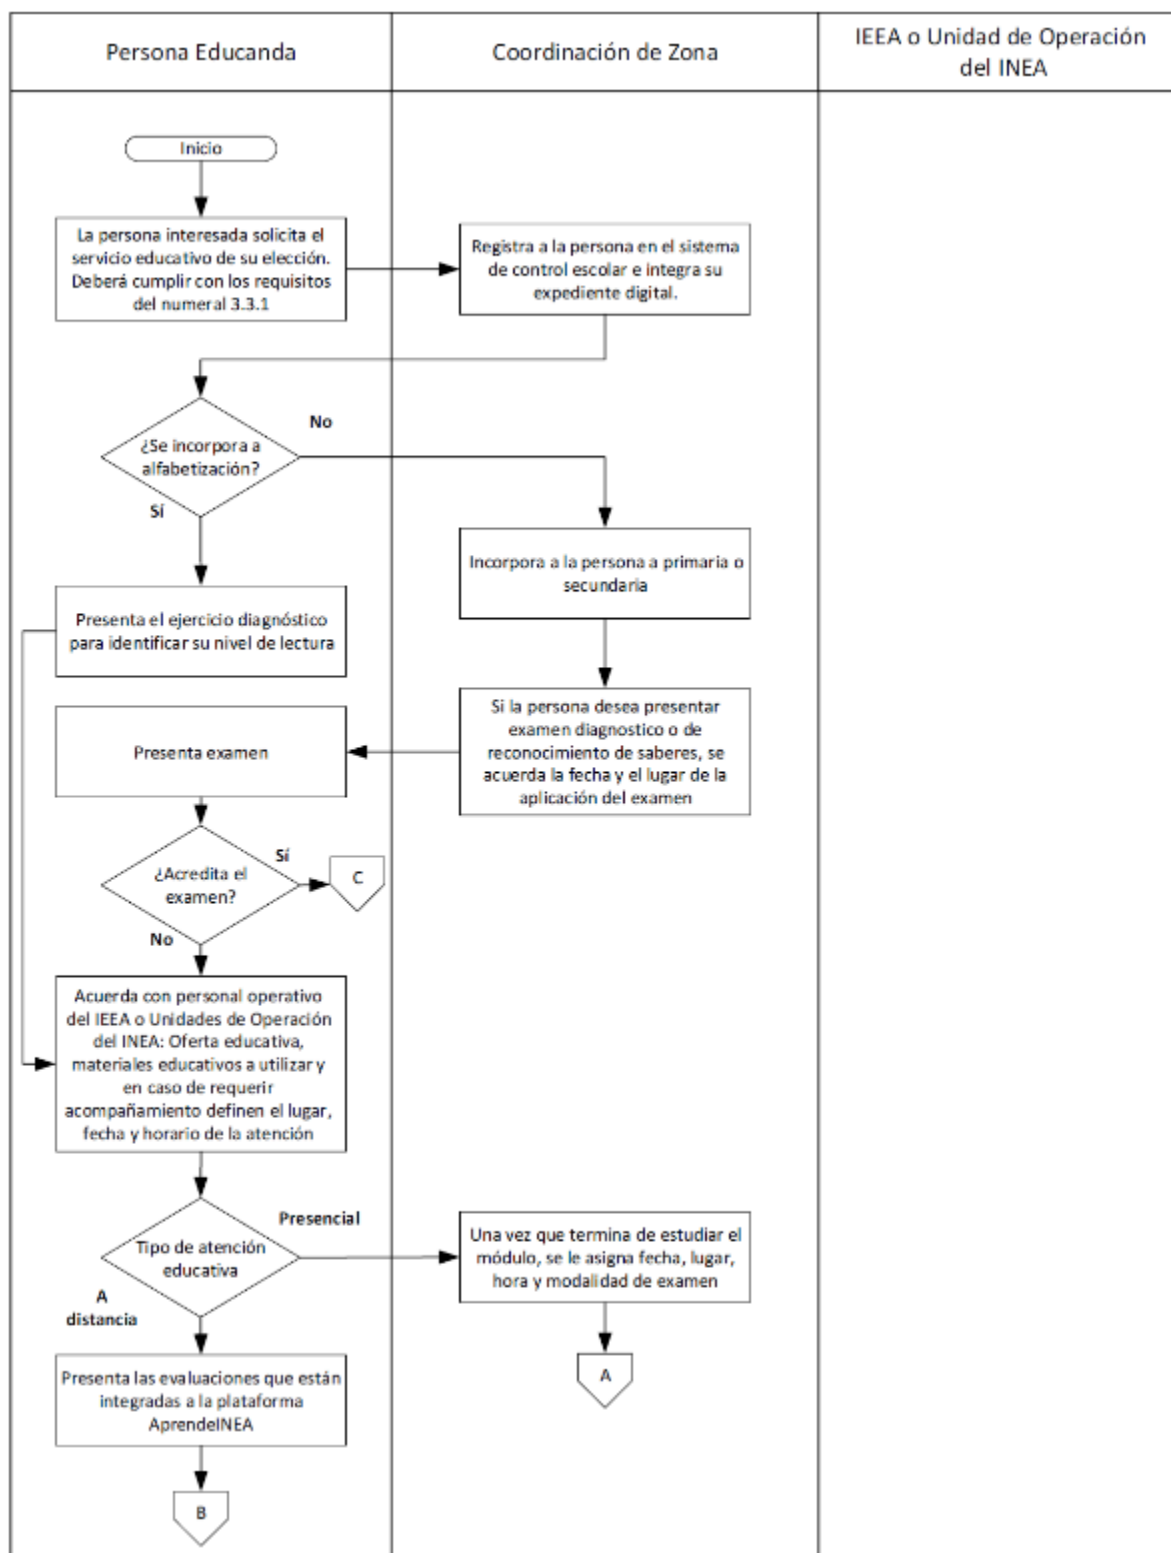 Persona Educanda
Coordinación de Zona
IEEA o Unidad de Operación
del INEA
Inicio
La persona interesada solicita el
servicio educativo de su elección.
Deberá cumplir con los requisitos
del numeral 3.3.1
Registra a la persona en el sistema
de control escolar e integra su
expediente digital.
¿Se incorpora a
alfabetización?
No
Sí
Incorpora a la persona a primaria o
secundaria
Presenta el ejercicio diagnóstico
para identificar su nivel de lectura
Si la persona desea presentar
examen diagnostico o de
reconocimiento de saberes, se
acuerda la fecha y el lugar de la
aplicación del examen
Presenta examen
¿Acredita el
examen?
Sí
C
No
Acuerda con personal operativo
del IEEA o Unidades de Operación
del INEA: Oferta educativa,
materiales educativos a utilizar y
en caso de requerir
acompañamiento definen el lugar,
fecha y horario de la atención
Tipo de atención
educativa
Presencial
Una vez que termina de estudiar el
módulo, se le asigna fecha, lugar,
hora y modalidad de examen
A
A
distancia
Presenta las evaluaciones que están
integradas a la plataforma
AprendeINEA
B